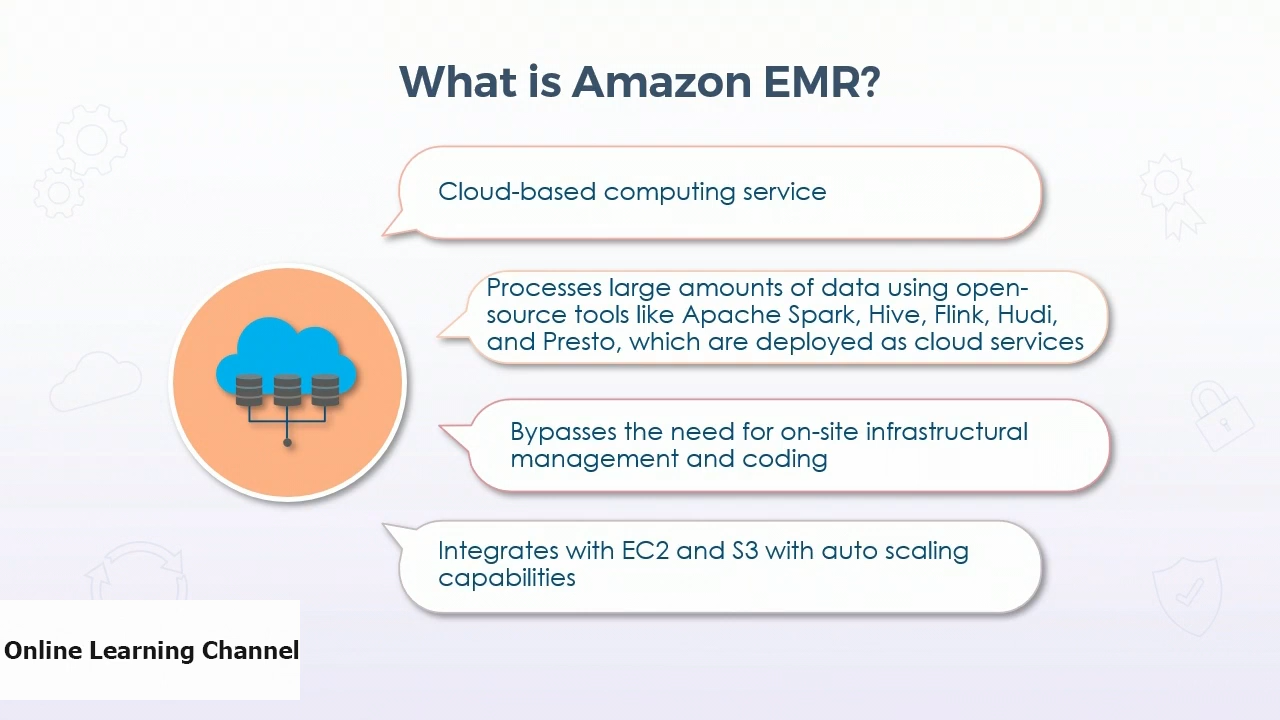 What is Amazon EMR?
Cloud-based computing service
Processes large amounts of data using open-
source tools like Apache Spark, Hive, Flink, Hudi,
and Presto, which are deployed as cloud services
Bypasses the need for on-site infrastructural
management and coding
Integrates with EC2 and S3 with auto scaling
capabilities
Online Learning Channel